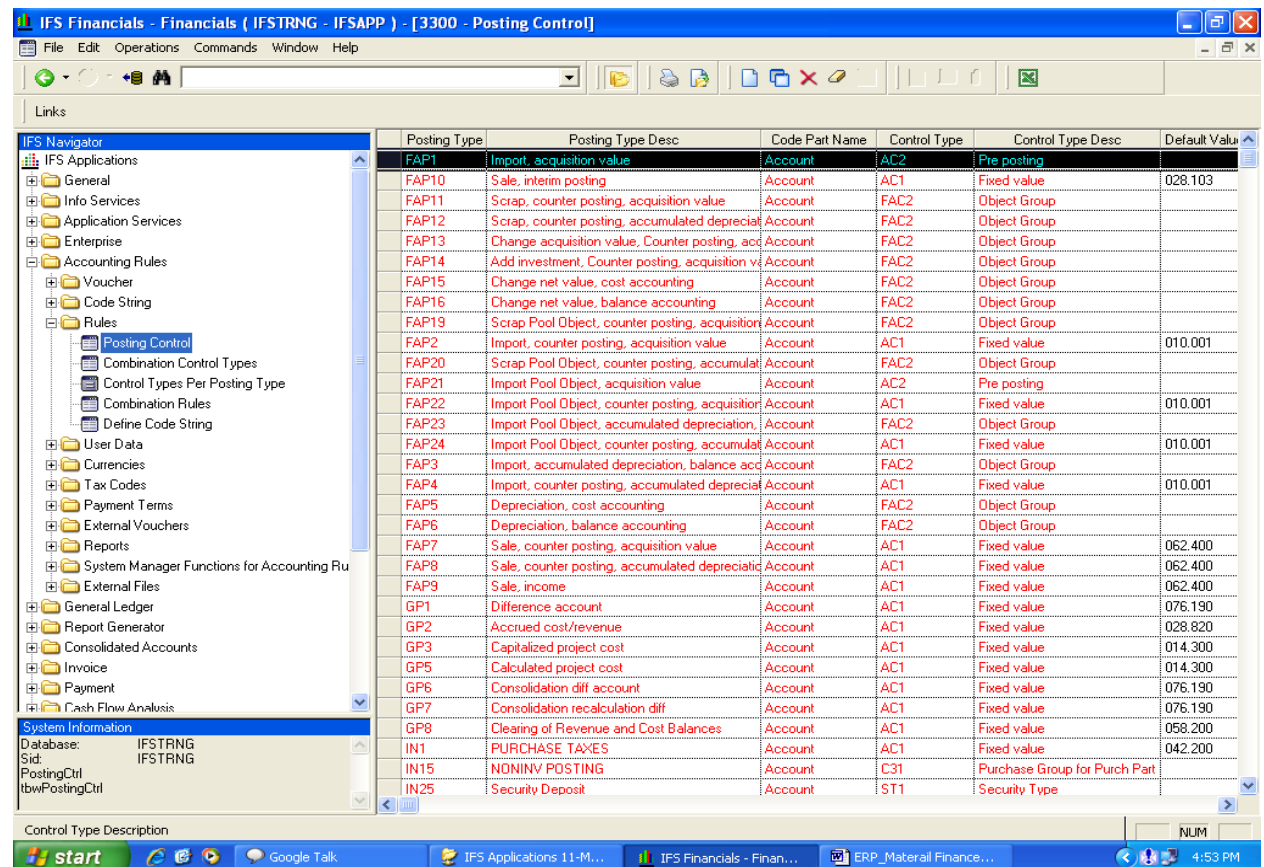 IFS Financials - Financials ( IFSTRNG - IFSAPP ) - [3300 - Posting Control]
File Edit Operations Commands Window Help
Links
IFS Navigator
IFS Applications
General
Info Services
Application Services
Enterprise
Accounting Rules
Voucher
Code String
Rules
Posting Control
Combination Control Types
Control Types Per Posting Type
Combination Rules
Define Code String
User Data
Currencies
Tax Codes
Payment Terms
External Vouchers
Reports
System Manager Functions for Accounting Ru
External Files
General Ledger
Report Generator
Consolidated Accounts
Invoice
Payment
Cash Flow Analysis
System Information
Database: IFSTRNG
Sid: IFSTRNG
PostingCtrl
tbwPostingCtrl
Posting Type Posting Type Desc Code Part Name Control Type Control Type Desc Default Valu
FAP1 Import, acquisition value Account AC2 Pre posting
FAP10 Sale, interim posting Account AC1 Fixed value 028.103
FAP11 Scrap, counter posting, acquisition value Account FAC2 Object Group
FAP12 Scrap, counter posting, accumulated depreciat Account FAC2 Object Group
FAP13 Change acquisition value, Counter posting, acc Account FAC2 Object Group
FAP14 Add investment, Counter posting, acquisition va Account FAC2 Object Group
FAP15 Change net value, cost accounting Account FAC2 Object Group
FAP16 Change net value, balance accounting Account FAC2 Object Group
FAP19 Scrap Pool Object, counter posting, acquisition Account FAC2 Object Group
FAP2 Import, counter posting, acquisition value Account AC1 Fixed value 010.001
FAP20 Scrap Pool Object, counter posting, accumulat Account FAC2 Object Group
FAP21 Import Pool Object, acquisition value Account AC2 Pre posting
FAP22 Import Pool Object, counter posting, acquisition Account AC1 Fixed value 010.001
FAP23 Import Pool Object, accumulated depreciation, Account FAC2 Object Group
FAP24 Import Pool Object, counter posting, accumulat Account AC1 Fixed value 010.001
FAP3 Import, accumulated depreciation, balance acc Account FAC2 Object Group
FAP4 Import, counter posting, accumulated depreciat Account AC1 Fixed value 010.001
FAP5 Depreciation, cost accounting Account FAC2 Object Group
FAP6 Depreciation, balance accounting Account FAC2 Object Group
FAP7 Sale, counter posting, acquisition value Account AC1 Fixed value 062.400
FAP8 Sale, counter posting, accumulated depreciatio Account AC1 Fixed value 062.400
FAP9 Sale, income Account AC1 Fixed value 062.400
GP1 Difference account Account AC1 Fixed value 076.190
GP2 Accrued cost/revenue Account AC1 Fixed value 028.820
GP3 Capitalized project cost Account AC1 Fixed value 014.300
GP5 Calculated project cost Account AC1 Fixed value 014.300
GP6 Consolidation diff account Account AC1 Fixed value 076.190
GP7 Consolidation recalculation diff Account AC1 Fixed value 076.190
GP8 Clearing of Revenue and Cost Balances Account AC1 Fixed value 058.200
IN1 PURCHASE TAXES Account AC1 Fixed value 042.200
IN15 NONINV POSTING Account C31 Purchase Group for Purch Part
IN25 Security Deposit Account ST1 Security Type
Control Type Description
NUM
start Google Talk IFS Applications 11-M... IFS Financials - Finan... ERP_Materail Finance... 4:53 PM